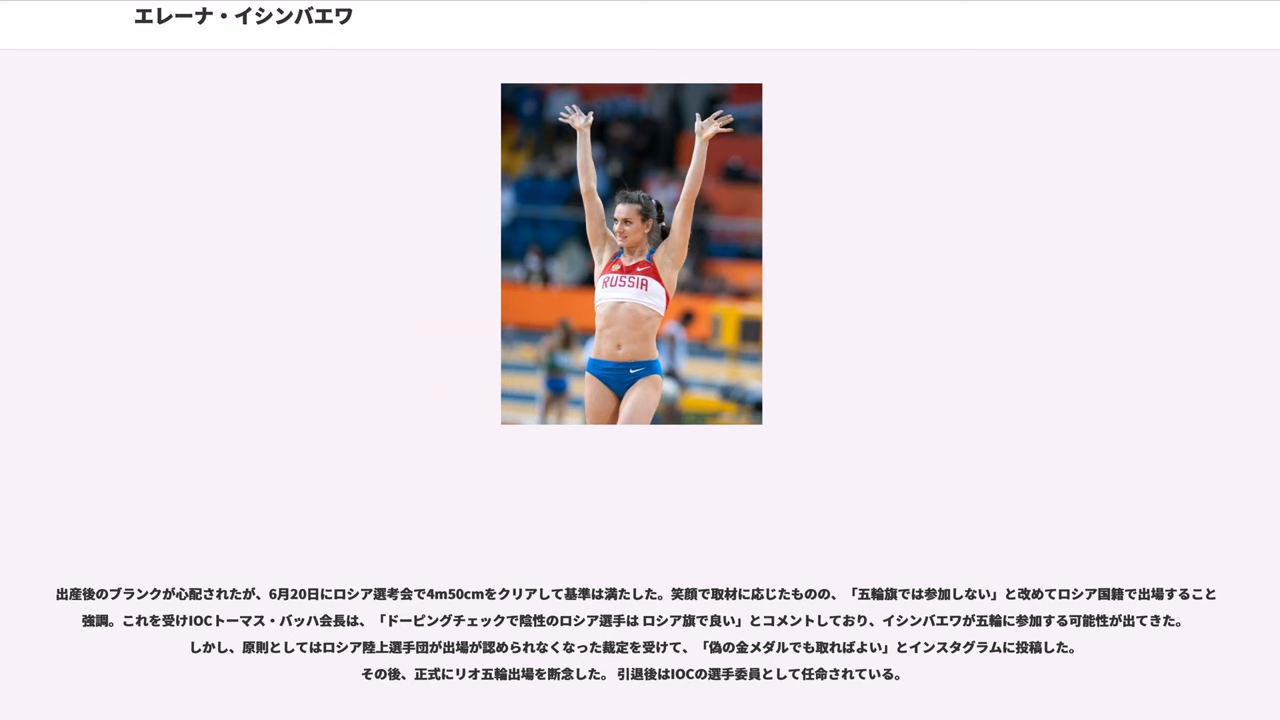 エレーナ・イシンバエワ
RUSSIA
出産後のブランクが心配されたが、6月20日にロシア選考会で4m50cmをクリアして基準は満たした。笑顔で取材に応じたものの、「五輪旗では参加しない」と改めてロシア国籍で出場すること
強調。これを受けIOCトーマス・バッハ会長は、「ドーピングチェックで陰性のロシア選手は ロシア旗で良い」とコメントしており、イシンバエワが五輪に参加する可能性が出てきた。
しかし、原則としてはロシア陸上選手団が出場が認められなくなった裁定を受けて、「偽の金メダルでも取ればよい」とインスタグラムに投稿した。
その後、正式にリオ五輪出場を断念した。 引退後はIOCの選手委員として任命されている。